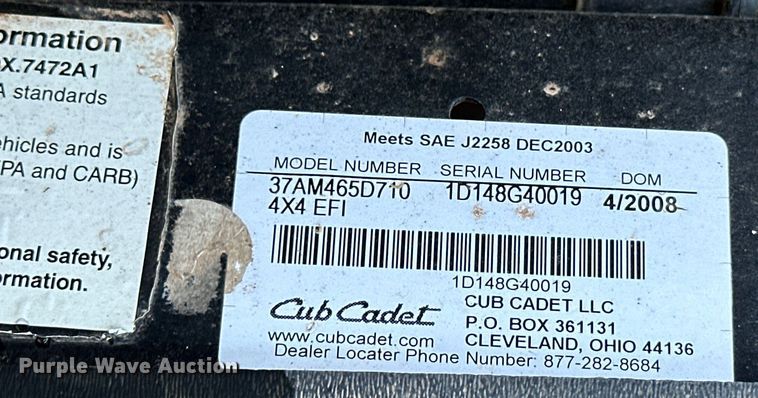 ormation
X.7472A1
A standards
ehicles and is
PA and CARB)
onal safety,
ormation.
Meets SAE J2258 DEC2003
MODEL NUMBER SERIAL NUMBER DOM
37AM465D710 1D148G40019 4/2008
4X4 EFI
1D148G40019
Cub Cadet
CUB CADET LLC
P.O. BOX 361131
www.cubcadet.com CLEVELAND, OHIO 44136
Dealer Locater Phone Number: 877-282-8684
Purple Wave Auction